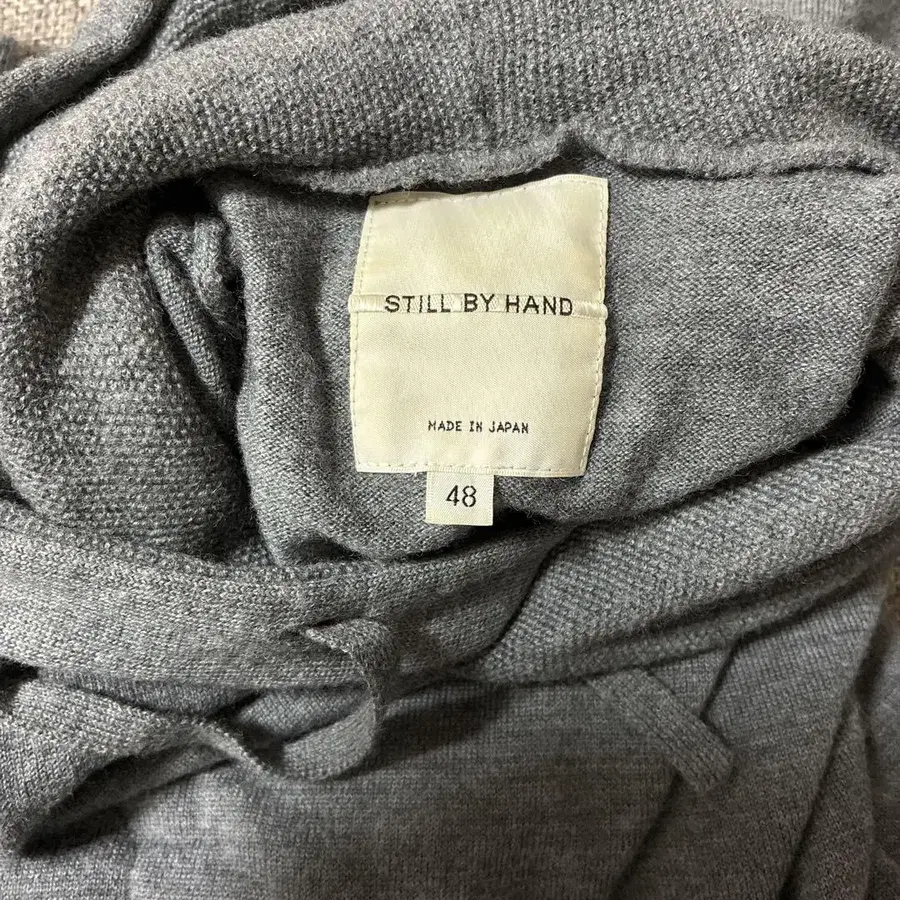 STILL BY HAND
MADE IN JAPAN
48